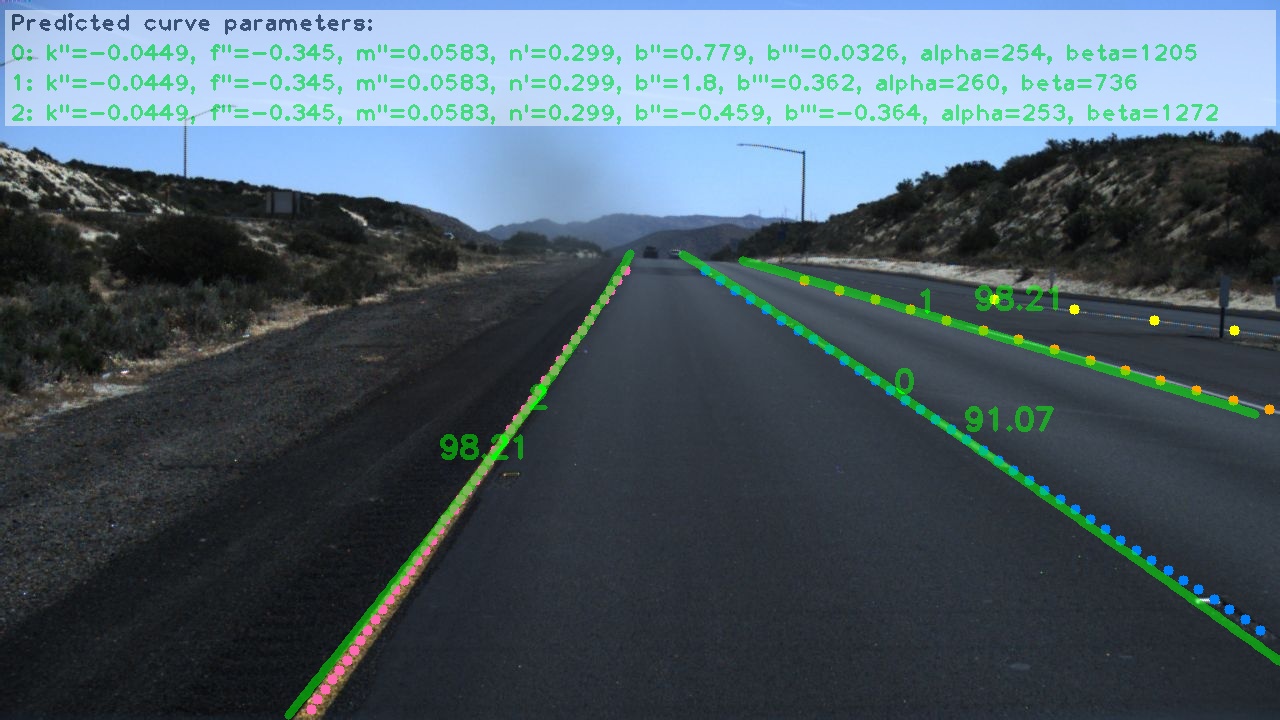 Predicted curve parameters:
0: k''=-0.0449, f''=-0.345, m''=0.0583, n'=0.299, b''=0.779, b'''=0.0326, alpha=254, beta=1205
1: k''=-0.0449, f''=-0.345, m''=0.0583, n'=0.299, b''=1.8, b'''=0.362, alpha=260, beta=736
2: k''=-0.0449, f''=-0.345, m''=0.0583, n'=0.299, b''=-0.459, b'''=-0.364, alpha=253, beta=1272
1 98.21
0
2
91.07
98.21